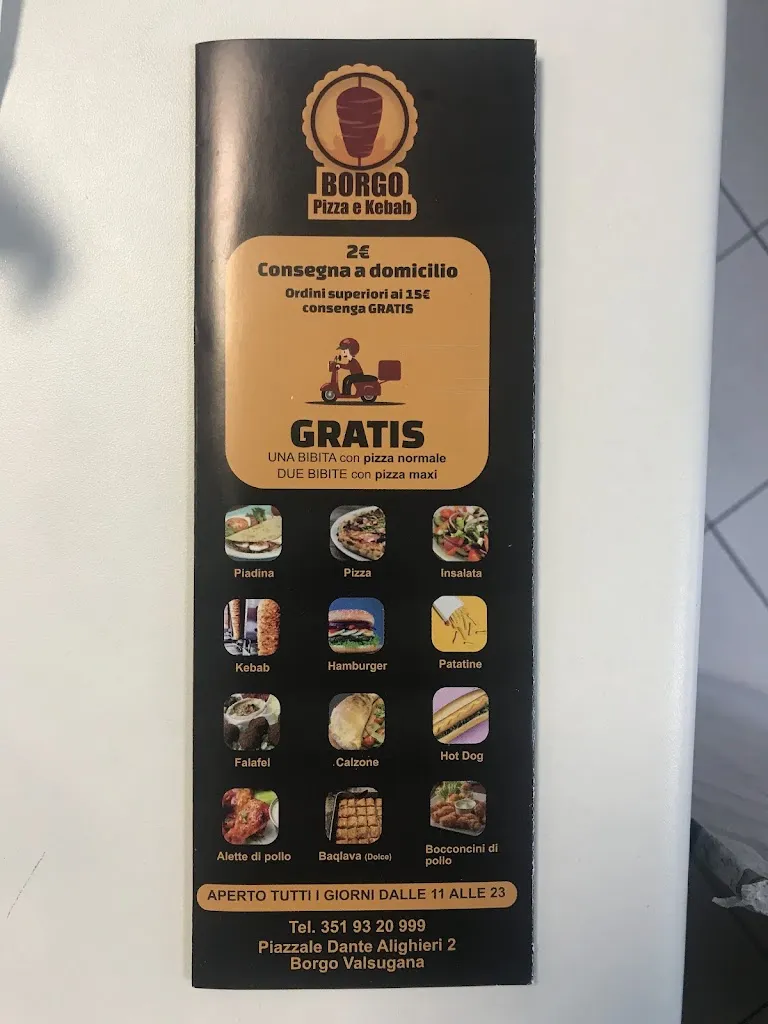 BORGO
Pizza e Kebab
2€
Consegna a domicilio
Ordini superiori ai 15€
consenga GRATIS
GRATIS
UNA BIBITA con pizza normale
DUE BIBITE con pizza maxi
Piadina
Pizza
Insalata
Kebab
Hamburger
Patatine
Falafel
.Calzone
Hot Dog
Alette di pollo
Baqlava (Dolce)
Bocconcini di
pollo
APERTO TUTTI I GIORNI DALLE 11 ALLE 23
Tel. 351 93 20 999
Piazzale Dante Alighieri 2
Borgo Valsugana